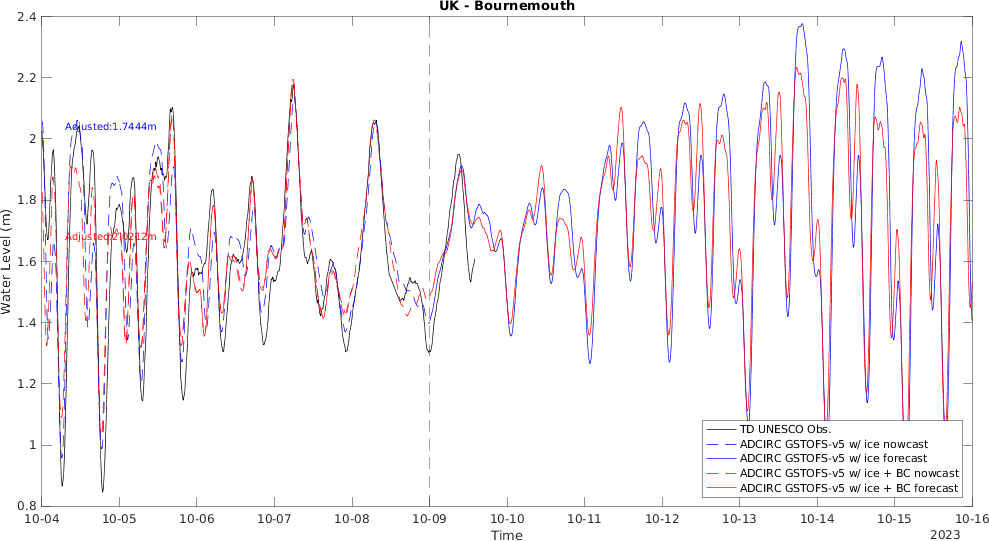 UK - Bournemouth
Water Level (m)
2.4
2.2
2
1.8
1.6
1.4
1.2
1
0.8
Adjusted:1.7444m
Adjusted:2.0212m
TD UNESCO Obs.
ADCIRC GSTOFS-v5 w/ ice nowcast
ADCIRC GSTOFS-v5 w/ ice forecast
ADCIRC GSTOFS-v5 w/ ice + BC nowcast
ADCIRC GSTOFS-v5 w/ ice + BC forecast
10-04 10-05 10-06 10-07 10-08 10-09 10-10 10-11 10-12 10-13 10-14 10-15 10-16
Time
2023